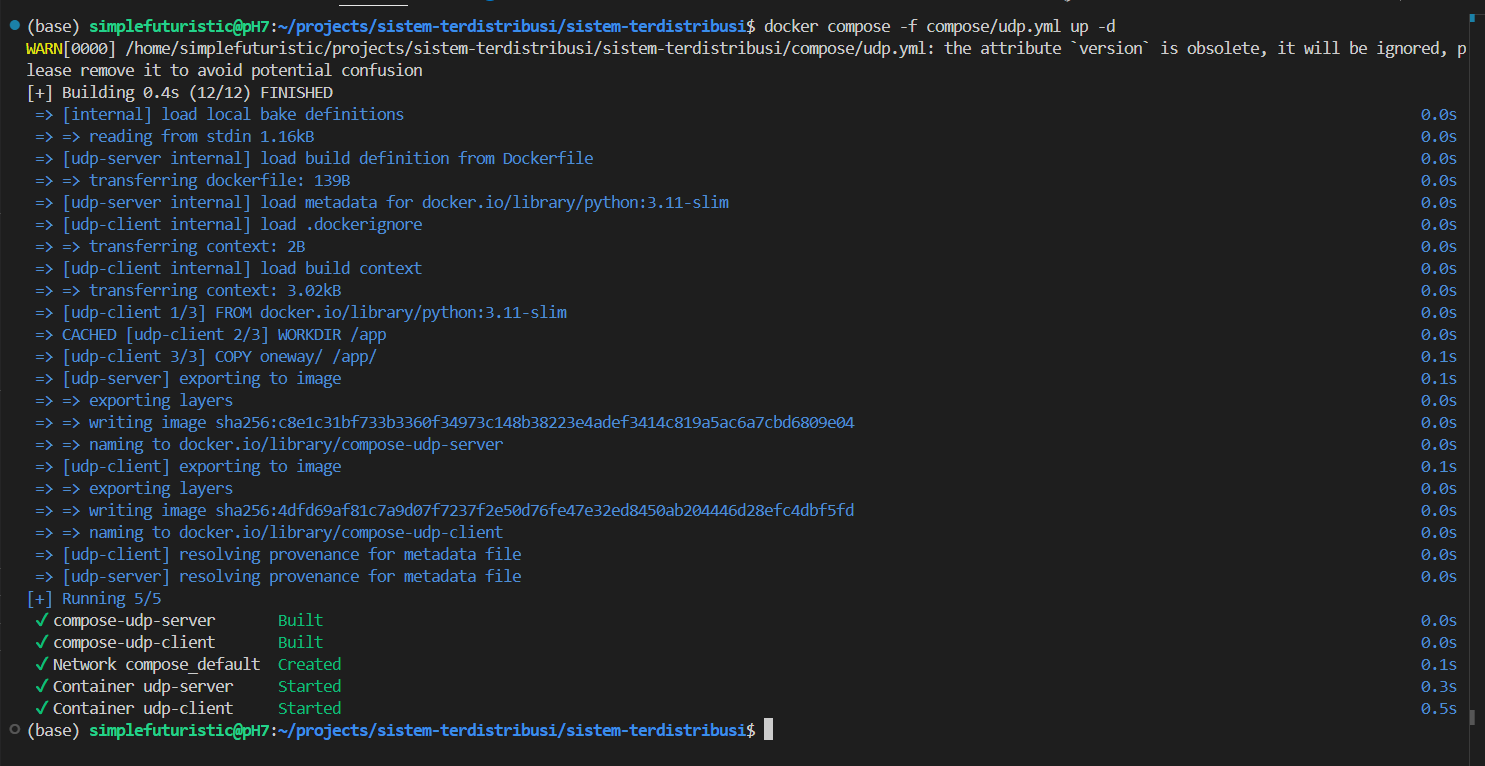 (base) simplefuturistic@pH7:~/projects/sistem-terdistribusi/sistem-terdistribusi$ docker compose -f compose/udp.yml up -d
WARN[0000] /home/simplefuturistic/projects/sistem-terdistribusi/sistem-terdistribusi/compose/udp.yml: the attribute `version` is obsolete, it will be ignored, p
lease remove it to avoid potential confusion
[+] Building 0.4s (12/12) FINISHED
=> [internal] load local bake definitions 0.0s
=> => reading from stdin 1.16kB 0.0s
=> [udp-server internal] load build definition from Dockerfile 0.0s
=> => transferring dockerfile: 139B 0.0s
=> [udp-server internal] load metadata for docker.io/library/python:3.11-slim 0.0s
=> [udp-client internal] load .dockerignore 0.0s
=> => transferring context: 2B 0.0s
=> [udp-client internal] load build context 0.0s
=> => transferring context: 3.02kB 0.0s
=> [udp-client 1/3] FROM docker.io/library/python:3.11-slim 0.0s
=> CACHED [udp-client 2/3] WORKDIR /app 0.0s
=> [udp-client 3/3] COPY oneway/ /app/ 0.1s
=> [udp-server] exporting to image 0.1s
=> => exporting layers 0.0s
=> => writing image sha256:c8e1c31bf733b3360f34973c148b38223e4adef3414c819a5ac6a7cbd6809e04 0.0s
=> => naming to docker.io/library/compose-udp-server 0.0s
=> [udp-client] exporting to image 0.1s
=> => exporting layers 0.0s
=> => writing image sha256:4dfd69af81c7a9d07f7237f2e50d76fe47e32ed8450ab204446d28efc4dbf5fd 0.0s
=> => naming to docker.io/library/compose-udp-client 0.0s
=> [udp-client] resolving provenance for metadata file 0.0s
=> [udp-server] resolving provenance for metadata file 0.0s
[+] Running 5/5
✔ compose-udp-server Built 0.0s
✔ compose-udp-client Built 0.0s
✔ Network compose_default Created 0.1s
✔ Container udp-server Started 0.3s
✔ Container udp-client Started 0.5s
(base) simplefuturistic@pH7:~/projects/sistem-terdistribusi/sistem-terdistribusi$